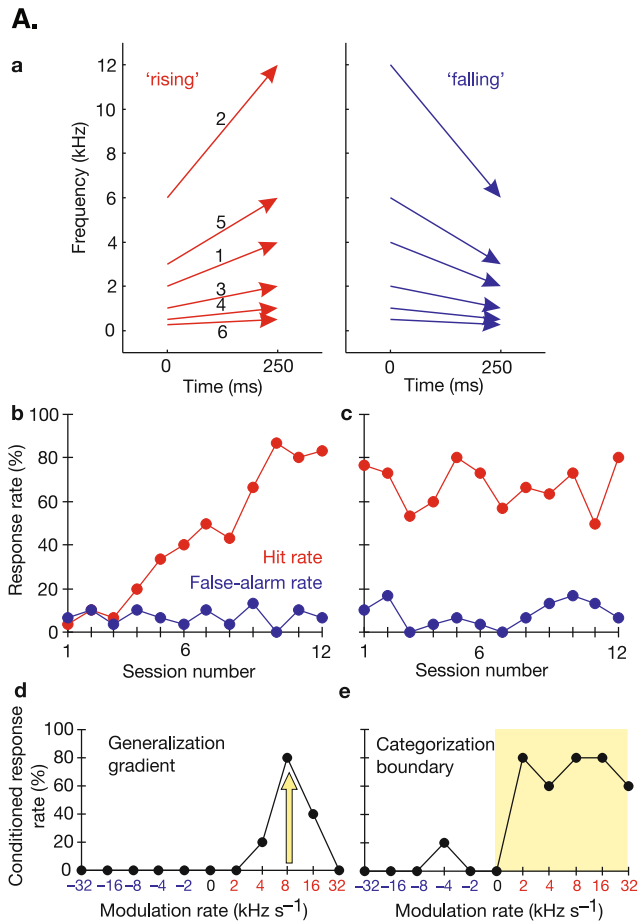 A.
a
'rising'
'falling'
12
10
8
6
4
2
0
Frequency (kHz)
2
5
1
3
4
6
0
250
0
250
Time (ms)
Time (ms)
b
c
100
80
60
40
20
0
Response rate (%)
Hit rate
False-alarm rate
1
6
12
1
6
12
Session number
Session number
d
e
100
80
60
40
20
0
Conditioned response
rate (%)
Generalization
gradient
Categorization
boundary
−32 −16 −8 −4 −2 0 2 4 8 16 32
−32 −16 −8 −4 −2 0 2 4 8 16 32
Modulation rate (kHz s⁻¹)
Modulation rate (kHz s⁻¹)